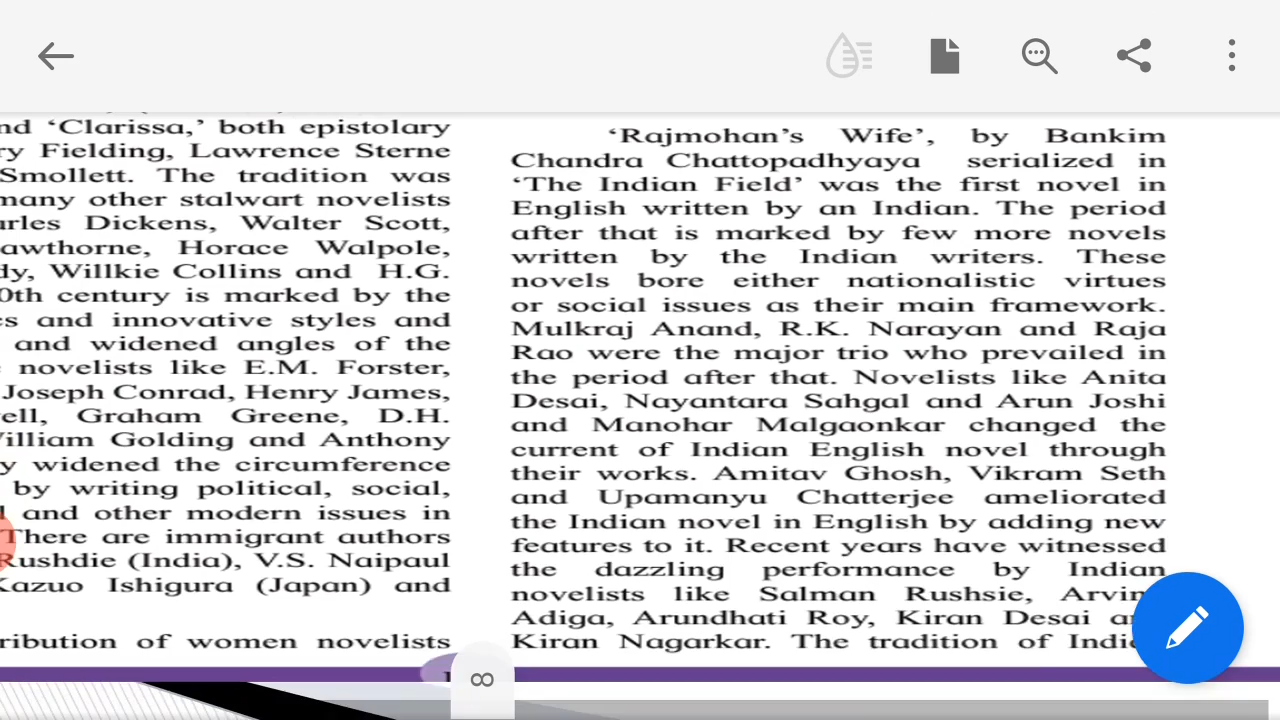 nd ‘Clarissa,’ both epistolary
ry Fielding, Lawrence Sterne
Smollett. The tradition was
many other stalwart novelists
arles Dickens, Walter Scott,
awthorne, Horace Walpole,
dy, Willkie Collins and H.G.
0th century is marked by the
cs and innovative styles and
and widened angles of the
novelists like E.M. Forster,
Joseph Conrad, Henry James,
ell, Graham Greene, D.H.
William Golding and Anthony
y widened the circumference
by writing political, social,
l and other modern issues in
There are immigrant authors
Rushdie (India), V.S. Naipaul
Kazuo Ishigura (Japan) and
ribution of women novelists
‘Rajmohan’s Wife’, by Bankim
Chandra Chattopadhyaya serialized in
‘The Indian Field’ was the first novel in
English written by an Indian. The period
after that is marked by few more novels
written by the Indian writers. These
novels bore either nationalistic virtues
or social issues as their main framework.
Mulkraj Anand, R.K. Narayan and Raja
Rao were the major trio who prevailed in
the period after that. Novelists like Anita
Desai, Nayantara Sahgal and Arun Joshi
and Manohar Malgaonkar changed the
current of Indian English novel through
their works. Amitav Ghosh, Vikram Seth
and Upamanyu Chatterjee ameliorated
the Indian novel in English by adding new
features to it. Recent years have witnessed
the dazzling performance by Indian
novelists like Salman Rushsie, Arvin
Adiga, Arundhati Roy, Kiran Desai a
Kiran Nagarkar. The tradition of Indi
8